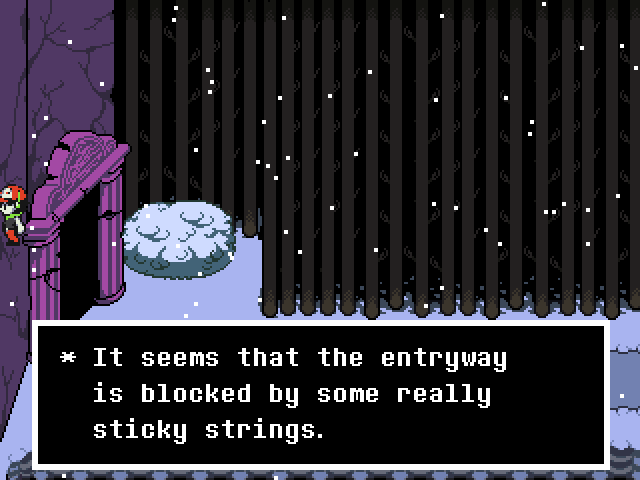 * It seems that the entryway
is blocked by some really
sticky strings.